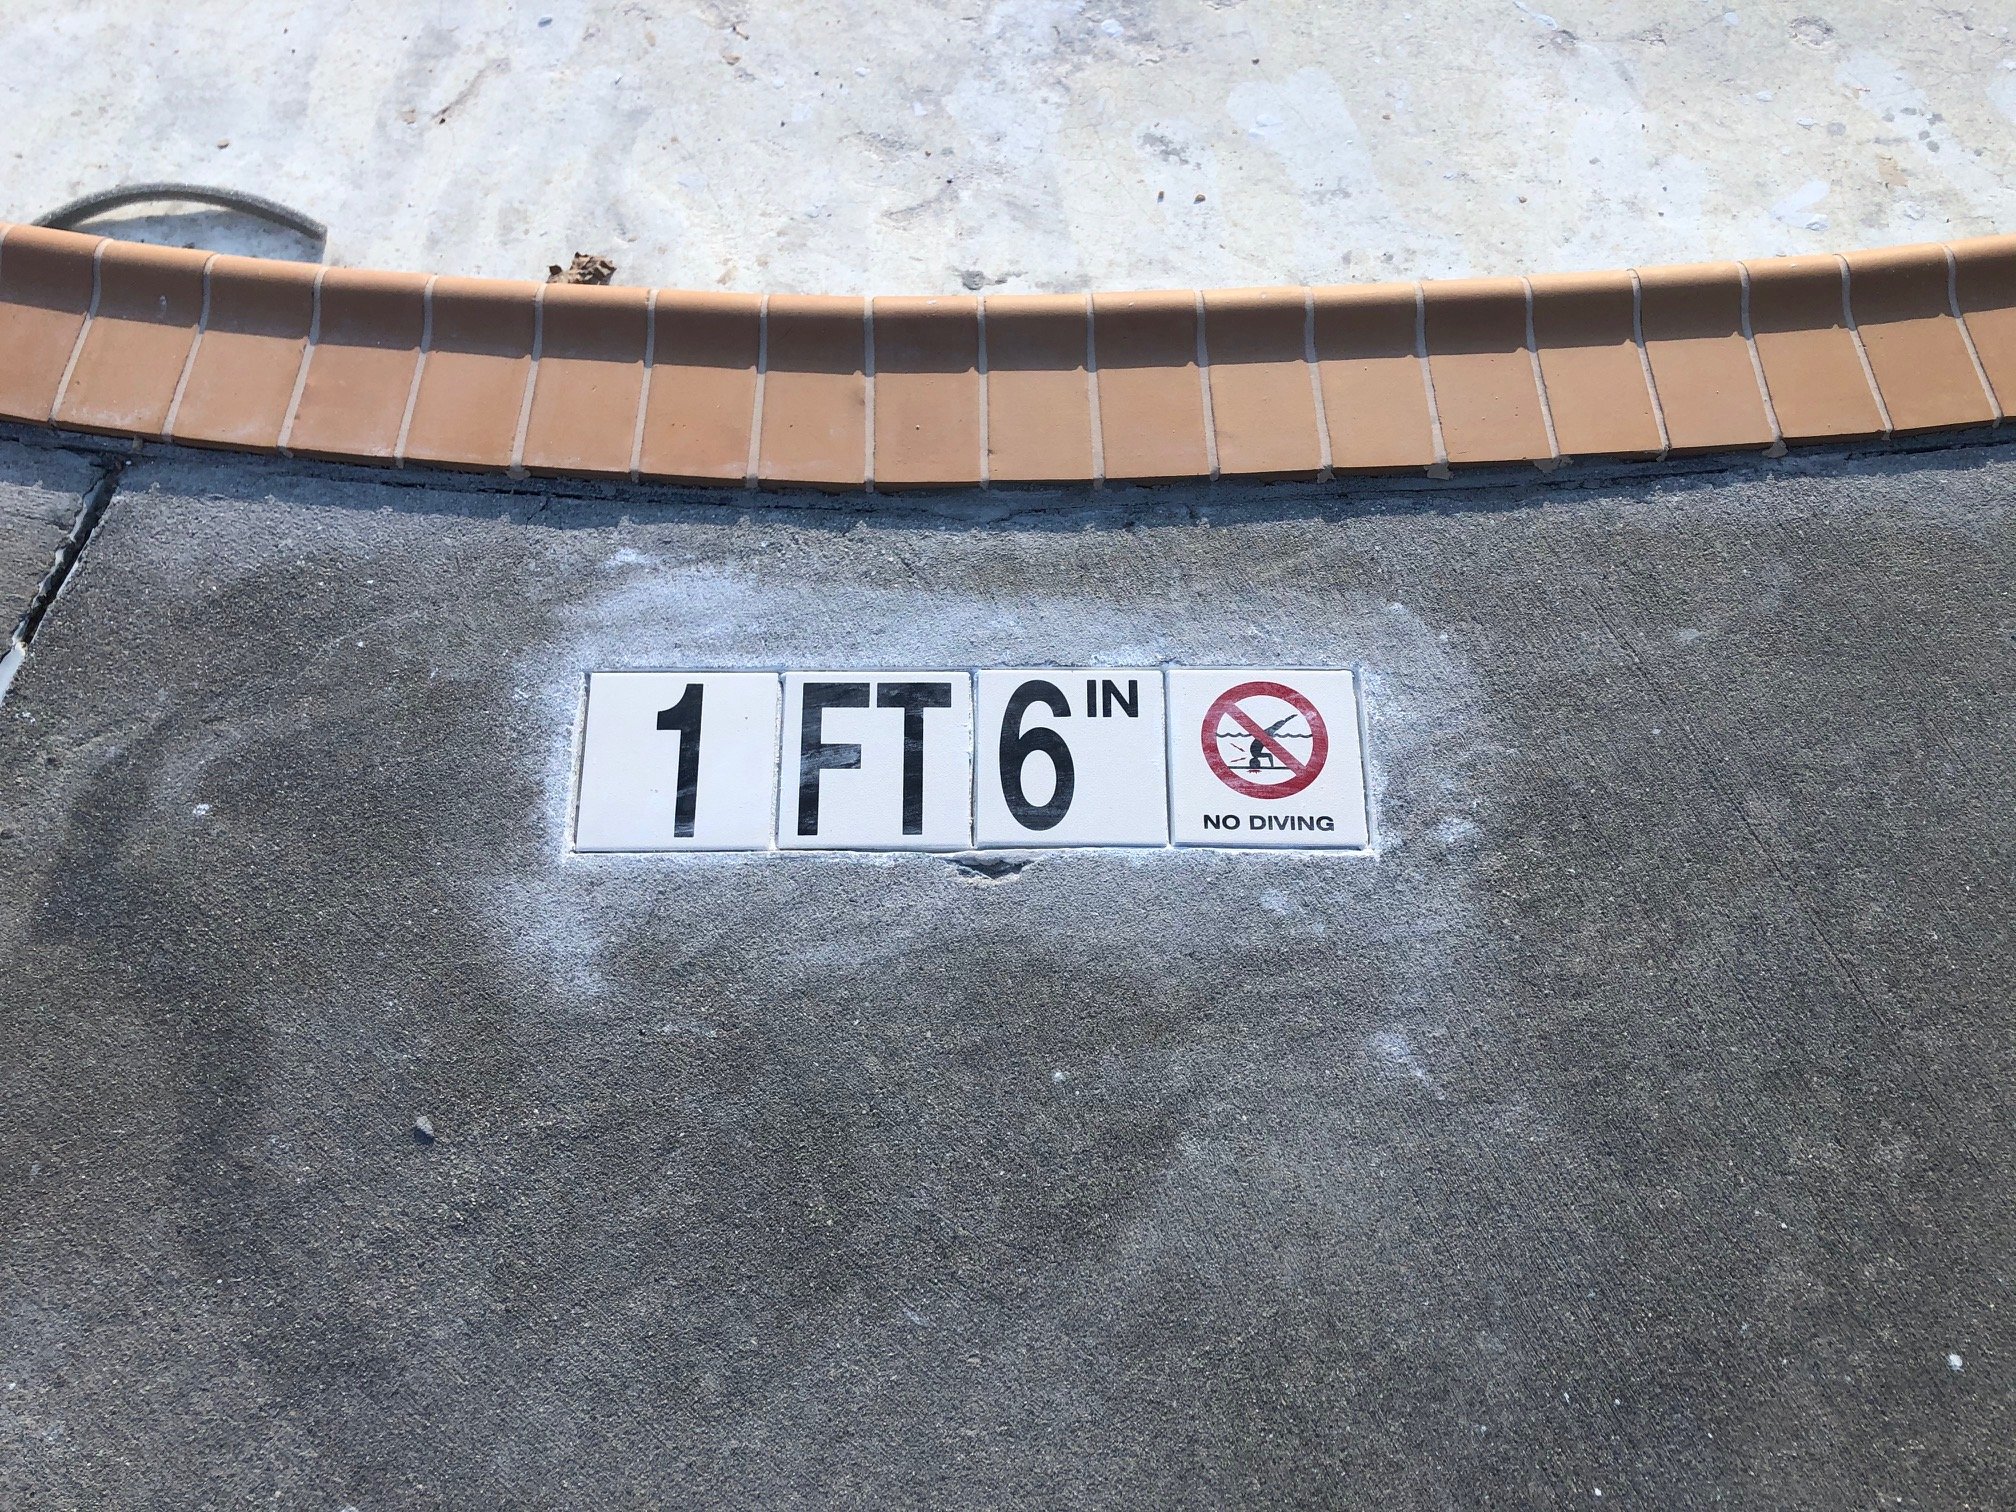 1 FT 6 IN
NO DIVING